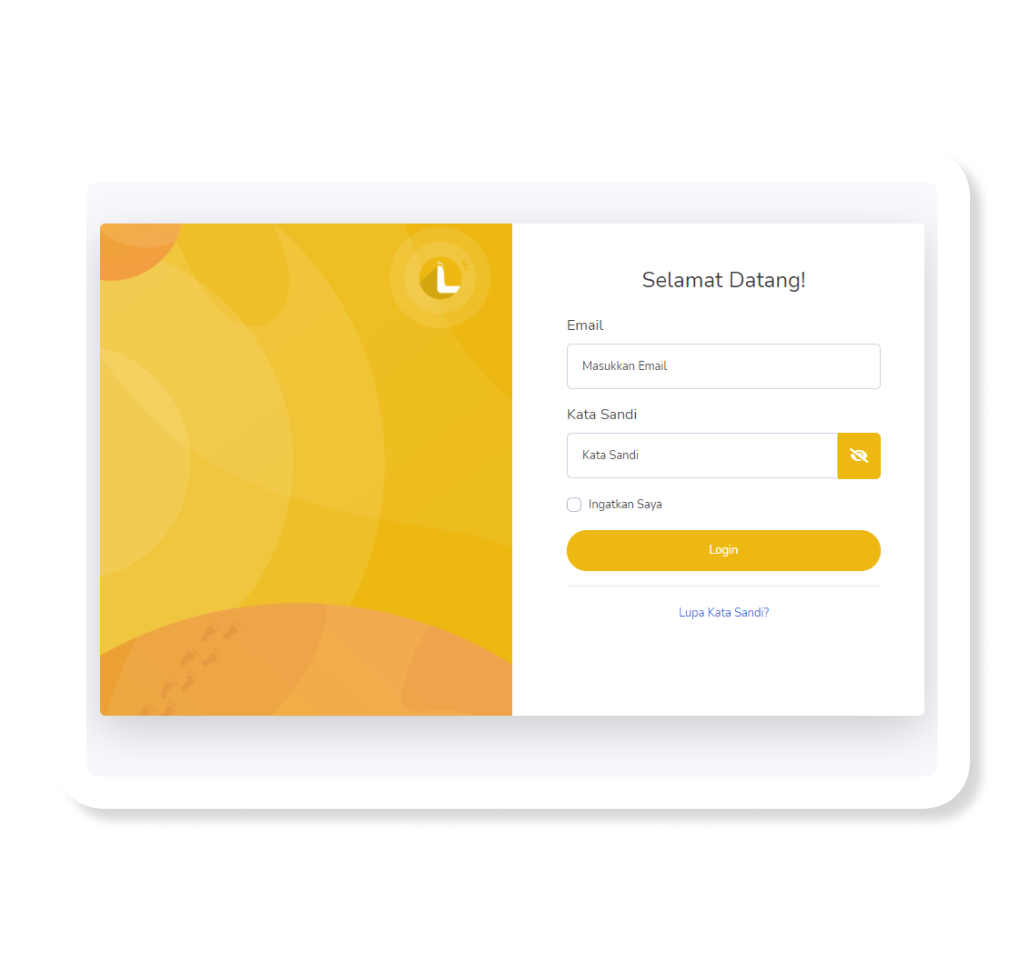 L
Selamat Datang!
Email
Masukkan Email
Kata Sandi
Kata Sandi
Ingatkan Saya
Login
Lupa Kata Sandi?